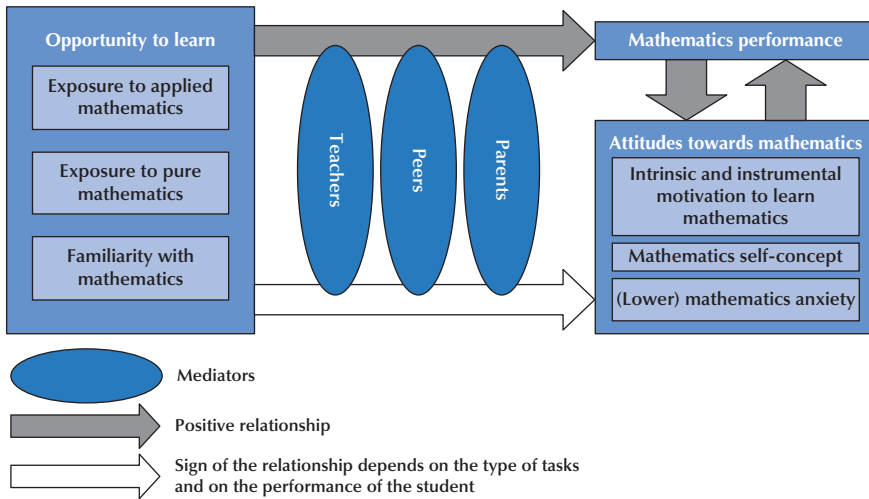 Opportunity to learn
Exposure to applied
mathematics
Exposure to pure
mathematics
Familiarity with
mathematics
Teachers
Peers
Parents
Mathematics performance
Attitudes towards mathematics
Intrinsic and instrumental
motivation to learn
mathematics
Mathematics self-concept
(Lower) mathematics anxiety
Mediators
Positive relationship
Sign of the relationship depends on the type of tasks
and on the performance of the student